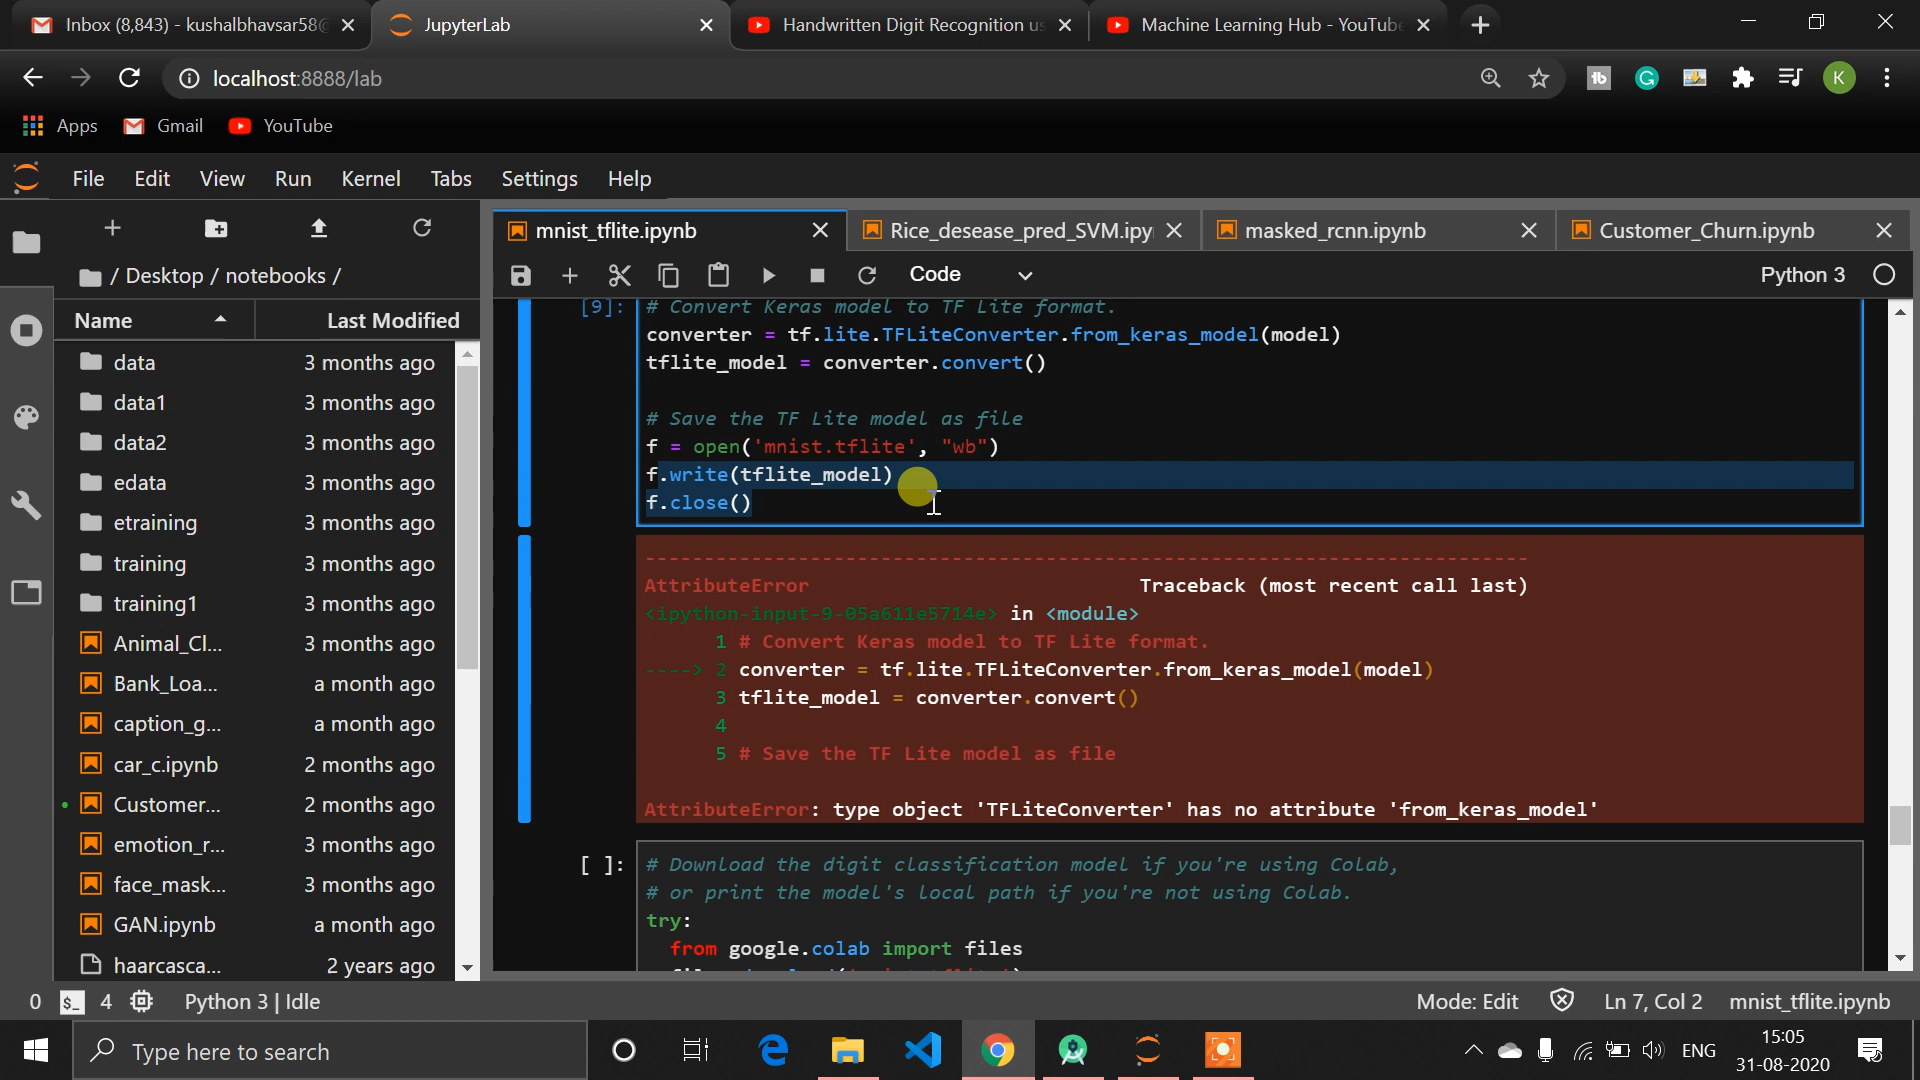 Inbox (8,843) - kushalbhavsar58@
JupyterLab
Handwritten Digit Recognition us
Machine Learning Hub - YouTube
localhost:8888/lab
tb
G
K
Apps
Gmail
YouTube
File
Edit
View
Run
Kernel
Tabs
Settings
Help
mnist_tflite.ipynb
Rice_desease_pred_SVM.ipy
masked_rcnn.ipynb
Customer_Churn.ipynb
Code
Python 3
/ Desktop / notebooks /
Name
Last Modified
data 3 months ago
data1 3 months ago
data2 3 months ago
edata 3 months ago
etraining 3 months ago
training 3 months ago
training1 3 months ago
Animal_Cl... 3 months ago
Bank_Loa... a month ago
caption_g... a month ago
car_c.ipynb 2 months ago
Customer... 2 months ago
emotion_r... 3 months ago
face_mask... 3 months ago
GAN.ipynb a month ago
haarcasca... 2 years ago
[9]: # Convert Keras model to TF Lite format.
converter = tf.lite.TFLiteConverter.from_keras_model(model)
tflite_model = converter.convert()
# Save the TF Lite model as file
f = open('mnist.tflite', "wb")
f.write(tflite_model)
f.close()
---------------------------------------------------------------------------
AttributeError Traceback (most recent call last)
<ipython-input-9-05a611e5714e> in <module>
1 # Convert Keras model to TF Lite format.
----> 2 converter = tf.lite.TFLiteConverter.from_keras_model(model)
3 tflite_model = converter.convert()
4
5 # Save the TF Lite model as file
AttributeError: type object 'TFLiteConverter' has no attribute 'from_keras_model'
[ ]: # Download the digit classification model if you're using Colab,
# or print the model's local path if you're not using Colab.
try:
from google.colab import files
0
4
Python 3 | Idle
Mode: Edit
Ln 7, Col 2
mnist_tflite.ipynb
Type here to search
ENG
15:05
31-08-2020